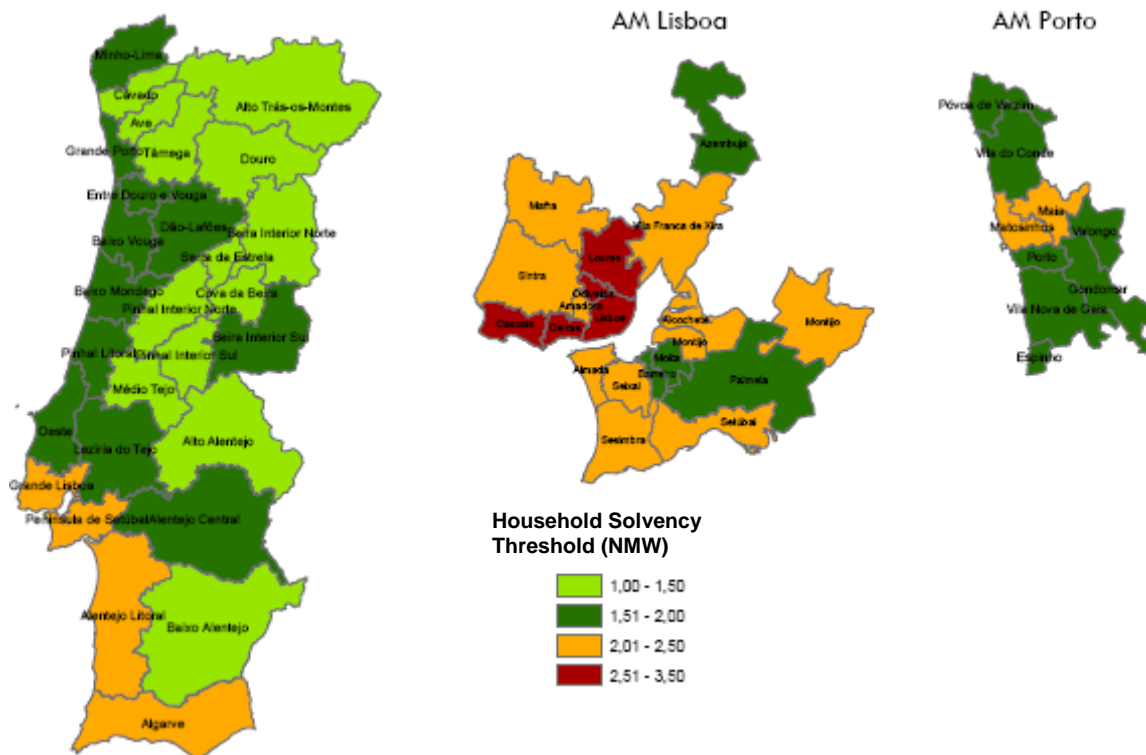 AM Lisboa
AM Porto
Minho-Lima
Cávado
Alto Trás-os-Montes
Ave
Grande Porto
Tâmega
Douro
Entre Douro e Vouga
Dão-Lafões
Baixo Vouga
Beira Interior Norte
Serra da Estrela
Baixo Mondego
Cova da Beira
Pinhal Interior Norte
Beira Interior Sul
Pinhal Litoral
Pinhal Interior Sul
Médio Tejo
Oeste
Lezíria do Tejo
Alto Alentejo
Grande Lisboa
Península de Setúbal
Alentejo Central
Alentejo Litoral
Baixo Alentejo
Algarve
Azambuja
Mafra
Vila Franca de Xira
Loures
Sintra
Odivelas
Amadora
Lisboa
Cascais
Oeiras
Alcochete
Montijo
Montijo
Moita
Barreiro
Almada
Seixal
Palmela
Sesimbra
Setúbal
Póvoa de Varzim
Vila do Conde
Maia
Matosinhos
Valongo
Porto
Gondomar
Vila Nova de Gaia
Espinho
Household Solvency
Threshold (NMW)
1,00 - 1,50
1,51 - 2,00
2,01 - 2,50
2,51 - 3,50